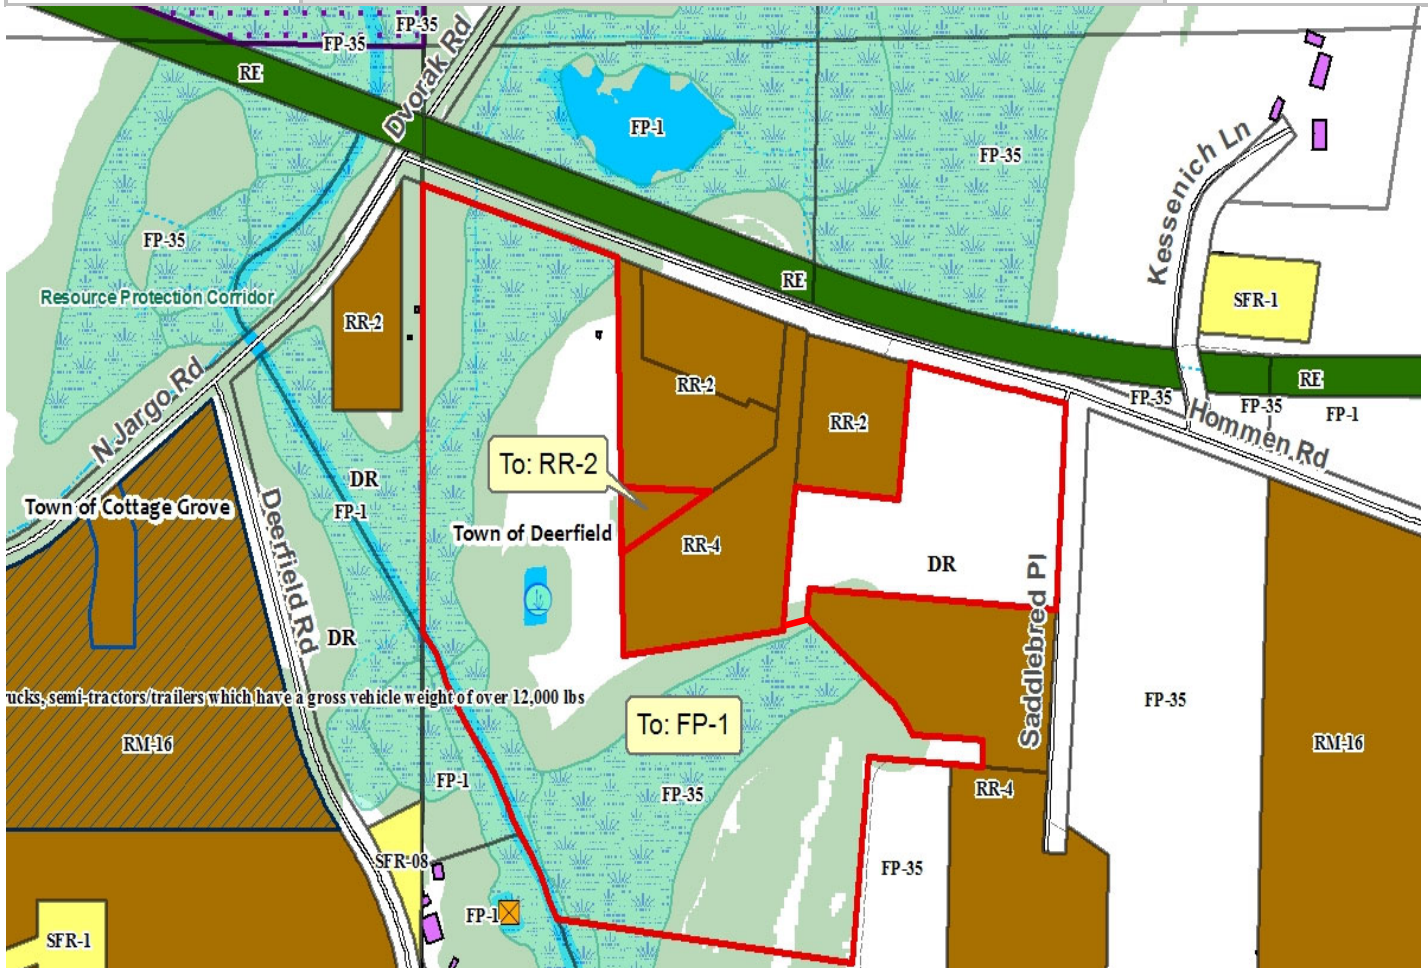 FP-35
FP-35
RE
Dvorak Rd
FP-1
FP-35
Kessenich Ln
FP-35
Resource Protection Corridor
RE
SFR-1
RR-2
RE
N Jargo Rd
RR-2
FP-35
FP-35
FP-1
RR-2
Hommen Rd
To: RR-2
DR
FP-1
Town of Cottage Grove
Town of Deerfield
RR-4
Deerfield Rd
DR
DR
Saddlebred Pl
ucks, semi-tractors/trailers which have a gross vehicle weight of over 12,000 lbs
FP-35
To: FP-1
RM-16
RM-16
FP-1
FP-35
RR-4
SFR-08
FP-35
FP-1
SFR-1